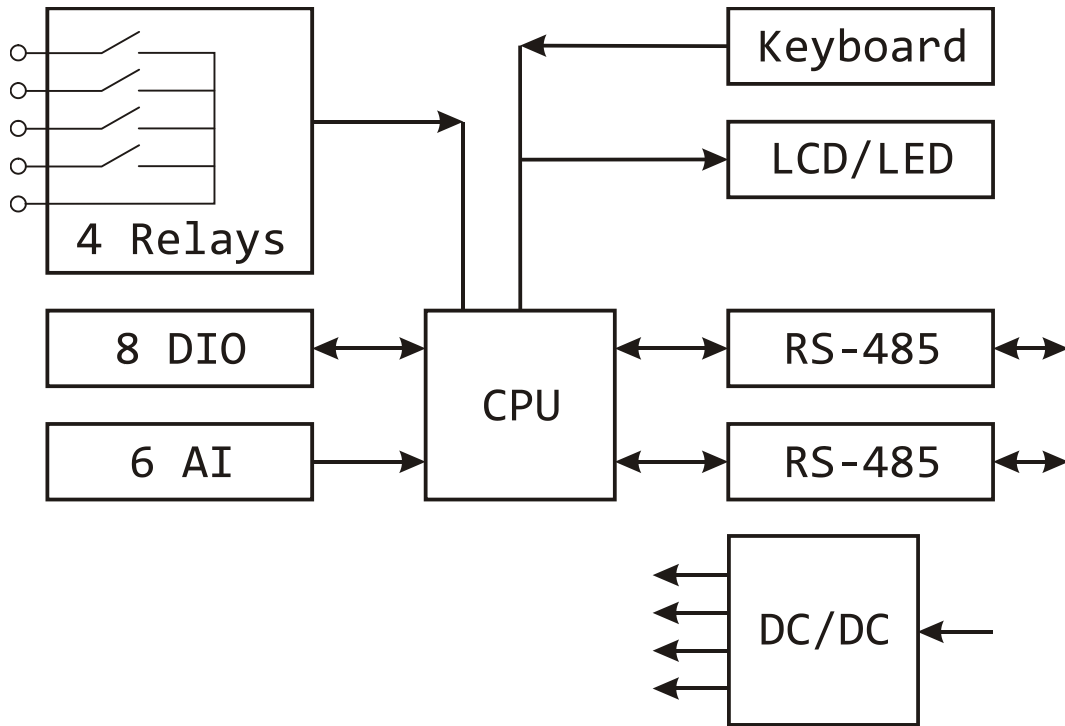 Keyboard
LCD/LED
4 Relays
8 DIO
CPU
RS-485
6 AI
RS-485
DC/DC